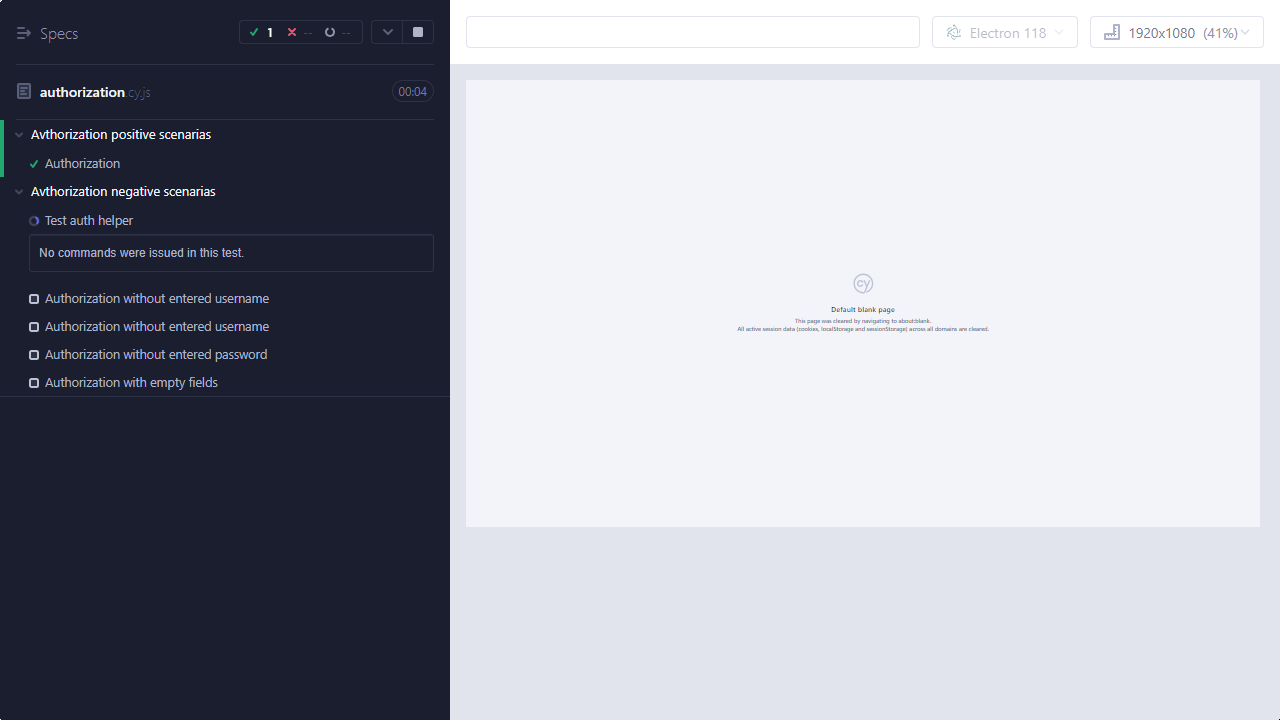 Specs
1 -- --
authorization.cy.js
00:04
Avthorization positive scenarias
Authorization
Avthorization negative scenarias
Test auth helper
No commands were issued in this test.
Authorization without entered username
Authorization without entered username
Authorization without entered password
Authorization with empty fields
Electron 118
1920x1080 (41%)
cy
Default blank page
This page was cleared by navigating to about:blank.
All active session data (cookies, localStorage and sessionStorage) across all domains are cleared.